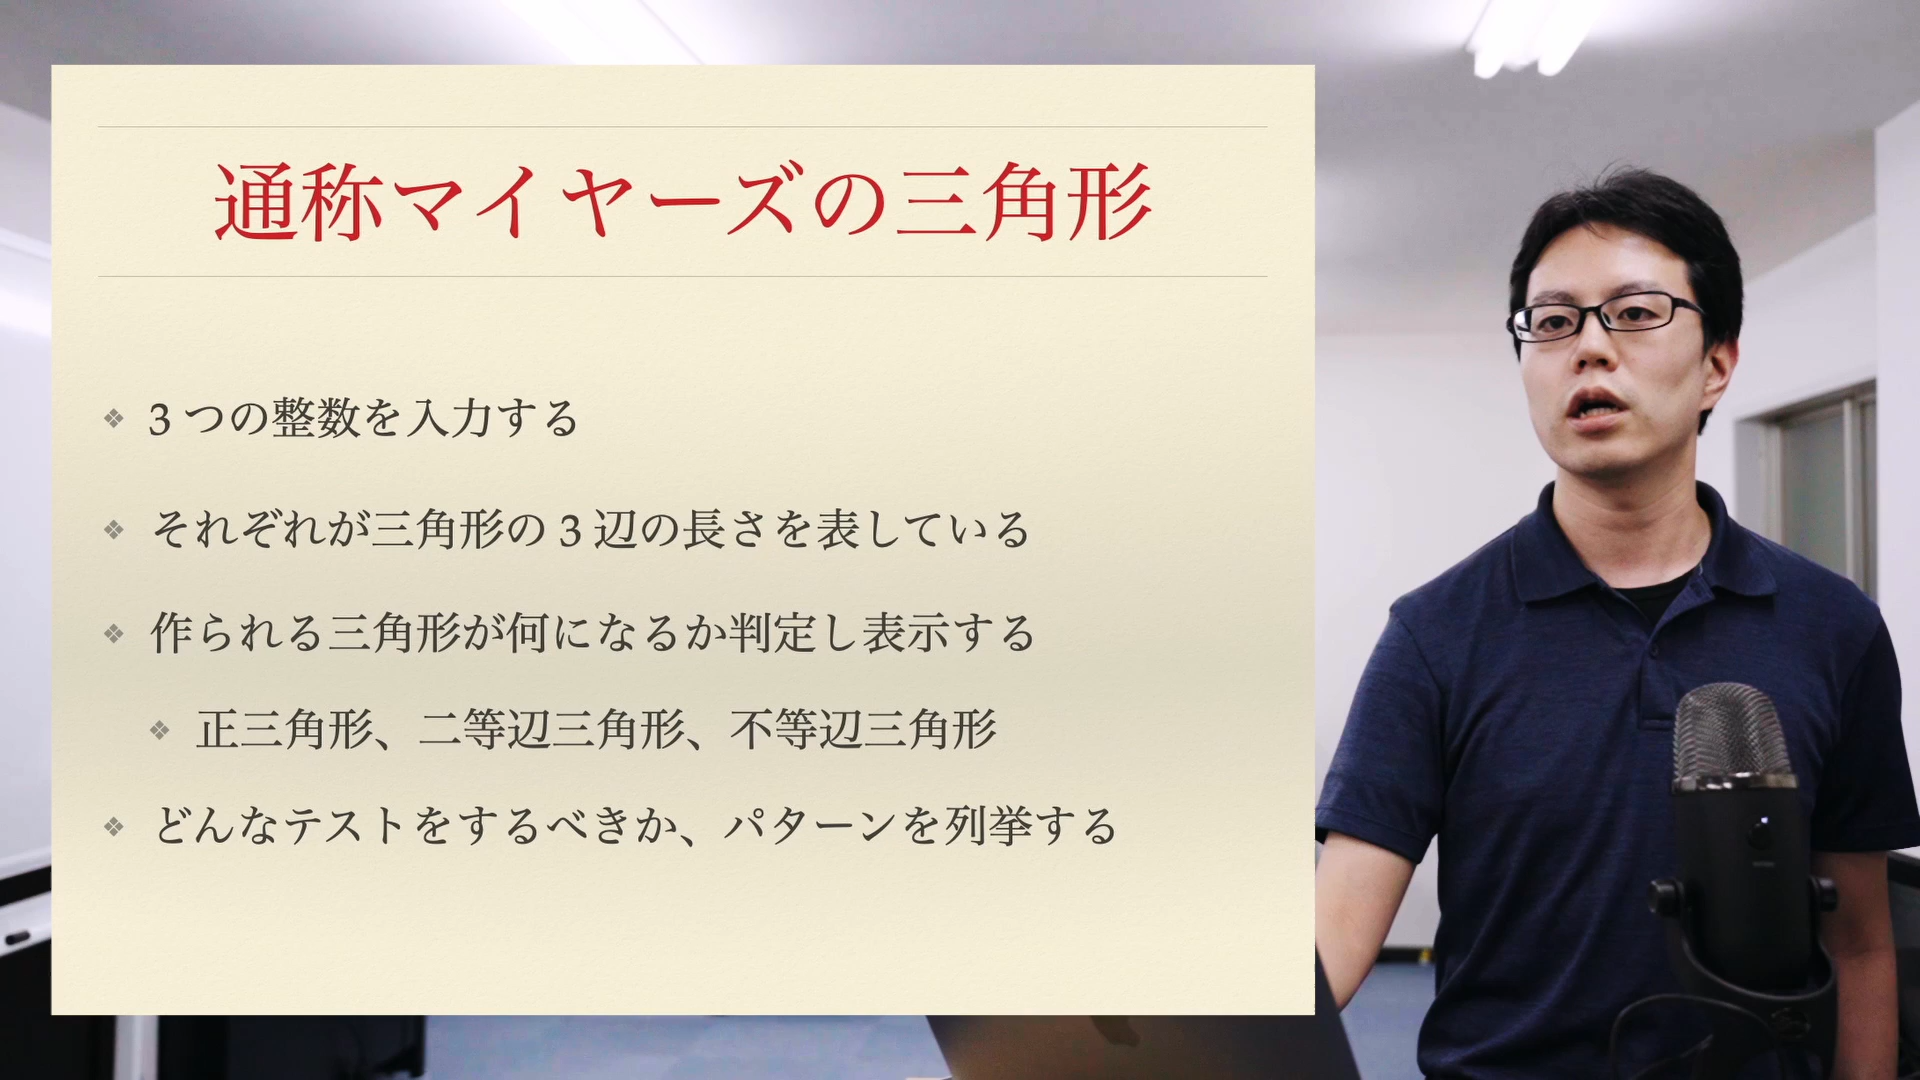 通称マイヤーズの三角形
3つの整数を入力する
それぞれが三角形の3辺の長さを表している
作られる三角形が何になるか判定し表示する
正三角形、二等辺三角形、不等辺三角形
どんなテストをするべきか、パターンを列挙する